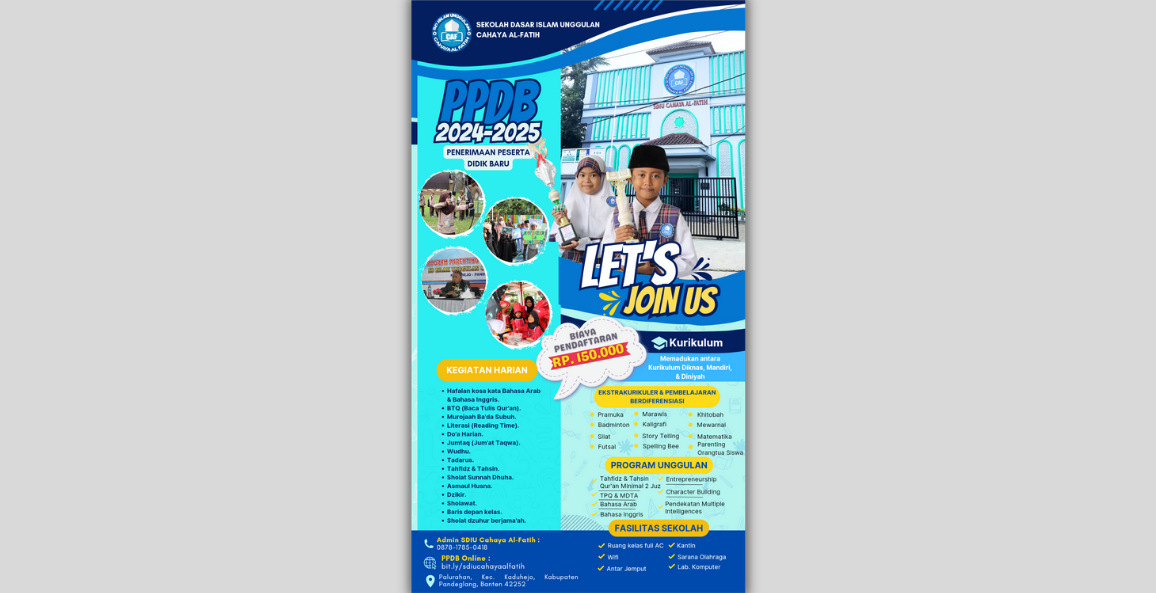 SEKOLAH DASAR ISLAM UNGGULAN
CAHAYA AL-FATIH
CAF
PPDB
2024-2025
PENERIMAAN PESERTA
DIDIK BARU
SDIU CAHAYA AL-FATIH
LET'S
JOIN US
BIAYA
PENDAFTARAN
RP. 150.000
Kurikulum
Memadukan antara
Kurikulum Diknas, Mandiri,
& Diniyah
KEGIATAN HARIAN
• Hafalan kosa kata Bahasa Arab
& Bahasa Inggris.
• BTQ (Baca Tulis Qur'an).
• Murojaah Ba'da Subuh.
• Literasi (Reading Time).
• Do'a Harian.
• Jumtaq (Jum'at Taqwa).
• Wudhu.
• Tadarus.
• Tahfidz & Tahsin.
• Sholat Sunnah Dhuha.
• Asmaul Husna.
• Dzikir.
• Sholawat.
• Baris depan kelas.
• Sholat dzuhur berjama'ah.
EKSTRAKURIKULER & PEMBELAJARAN
BERDIFERENSIASI
Pramuka
Badminton
Silat
Futsal
Marawis
Kaligrafi
Story Telling
Spelling Bee
Khitobah
Mewarnai
Matematika
Parenting
Orangtua Siswa
PROGRAM UNGGULAN
Tahfidz & Tahsin
Qur'an Minimal 2 Juz
TPQ & MDTA
Bahasa Arab
Bahasa Inggris
Entrepreneurship
Character Building
Pendekatan Multiple
Intelligences
FASILITAS SEKOLAH
Ruang kelas full AC
Wifi
Antar Jemput
Kantin
Sarana Olahraga
Lab. Komputer
Admin SDIU Cahaya Al-Fatih :
0878-1785-0418
PPDB Online :
bit.ly/sdiucahayaalfatih
Palurahan, Kec. Kaduhejo, Kabupaten
Pandeglang, Banten 42252